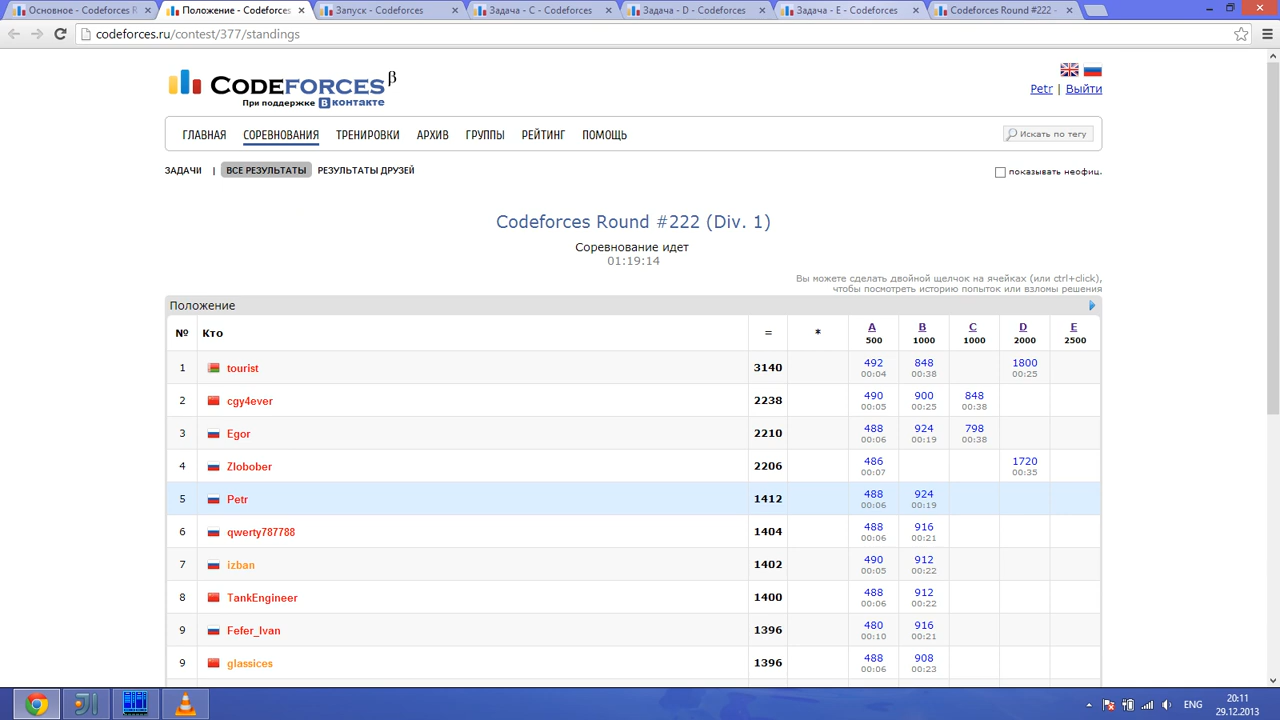 Основное - Codeforces R
Положение - Codeforces
Запуск - Codeforces
Задача - C - Codeforces
Задача - D - Codeforces
Задача - E - Codeforces
Codeforces Round #222 -
codeforces.ru/contest/377/standings
CODEFORCES β
При поддержке В контакте
Petr | Выйти
ГЛАВНАЯ СОРЕВНОВАНИЯ ТРЕНИРОВКИ АРХИВ ГРУППЫ РЕЙТИНГ ПОМОЩЬ
Искать по тегу
ЗАДАЧИ | ВСЕ РЕЗУЛЬТАТЫ РЕЗУЛЬТАТЫ ДРУЗЕЙ
показывать неофиц.
Codeforces Round #222 (Div. 1)
Соревнование идет
01:19:14
Вы можете сделать двойной щелчок на ячейках (или ctrl+click),
чтобы посмотреть историю попыток или взломы решения
Положение
№ Кто = * A B C D E
500 1000 1000 2000 2500
1 tourist 3140 492 848 1800
00:04 00:38 00:25
2 cgy4ever 2238 490 900 848
00:05 00:25 00:38
3 Egor 2210 488 924 798
00:06 00:19 00:38
4 Zlobober 2206 486 1720
00:07 00:35
5 Petr 1412 488 924
00:06 00:19
6 qwerty787788 1404 488 916
00:06 00:21
7 izban 1402 490 912
00:05 00:22
8 TankEngineer 1400 488 912
00:06 00:22
9 Fefer_Ivan 1396 480 916
00:10 00:21
9 glassices 1396 488 908
00:06 00:23
ENG
20:11
29.12.2013